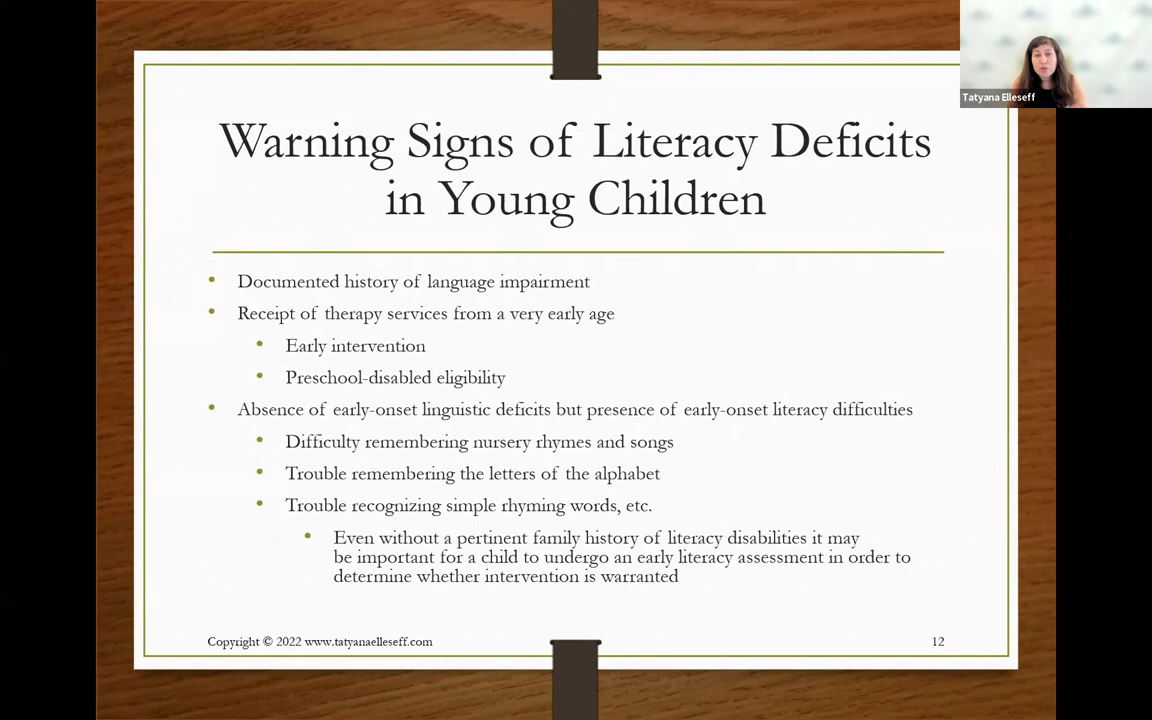 Tatyana Elleseff
Warning Signs of Literacy Deficits
in Young Children
• Documented history of language impairment
• Receipt of therapy services from a very early age
• Early intervention
• Preschool-disabled eligibility
• Absence of early-onset linguistic deficits but presence of early-onset literacy difficulties
• Difficulty remembering nursery rhymes and songs
• Trouble remembering the letters of the alphabet
• Trouble recognizing simple rhyming words, etc.
• Even without a pertinent family history of literacy disabilities it may
be important for a child to undergo an early literacy assessment in order to
determine whether intervention is warranted
Copyright © 2022 www.tatyanaelleseff.com
12